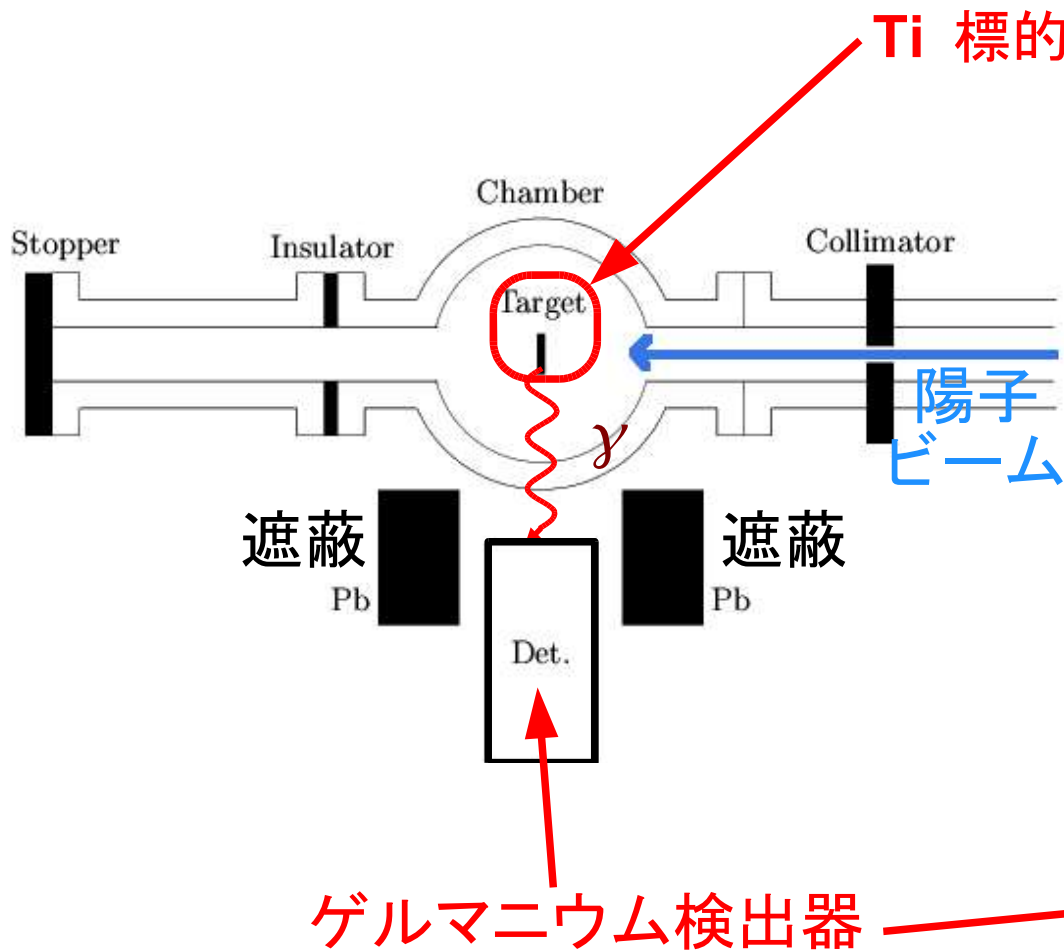 Ti 標的
Chamber
Stopper
Insulator
Collimator
Target
陽子
ビーム
γ
遮蔽
遮蔽
Pb
Pb
Det.
ゲルマニウム検出器